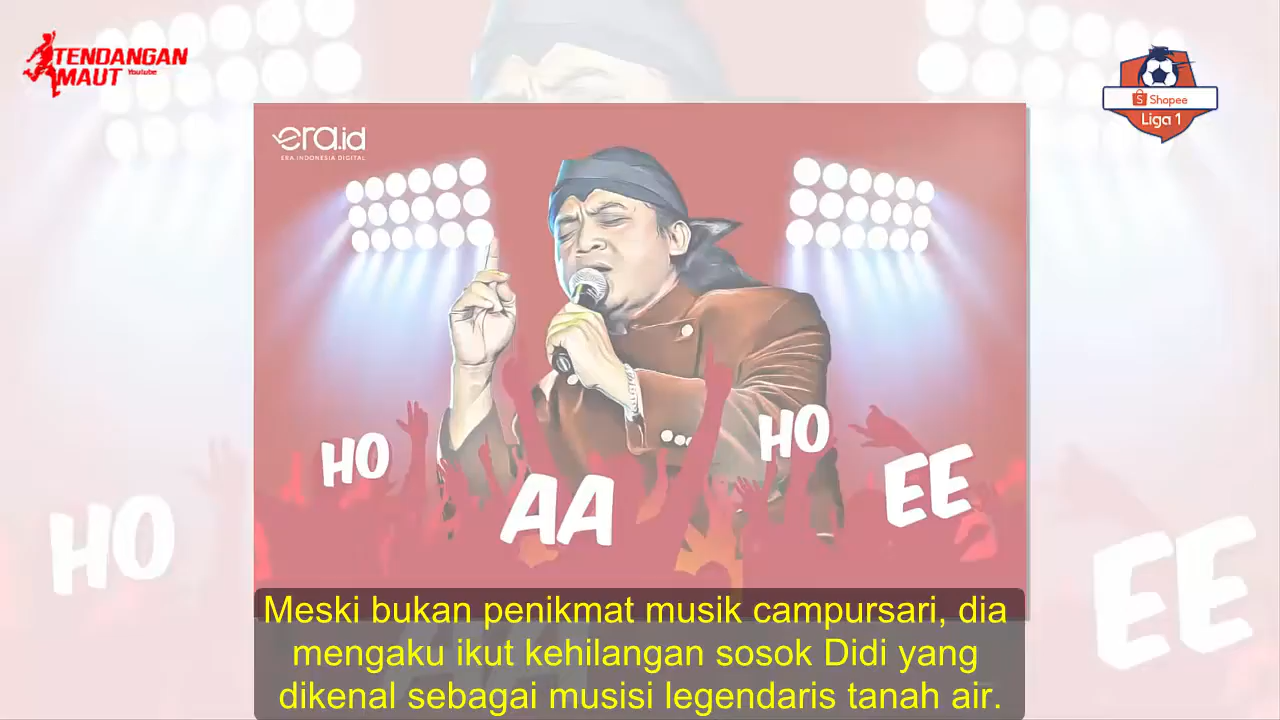 TENDANGAN
MAUT Youtube
Shopee
Liga 1
era.id
ERA INDONESIA DIGITAL
HO
AA
HO
EE
HO
EE
Meski bukan penikmat musik campursari, dia
mengaku ikut kehilangan sosok Didi yang
dikenal sebagai musisi legendaris tanah air.